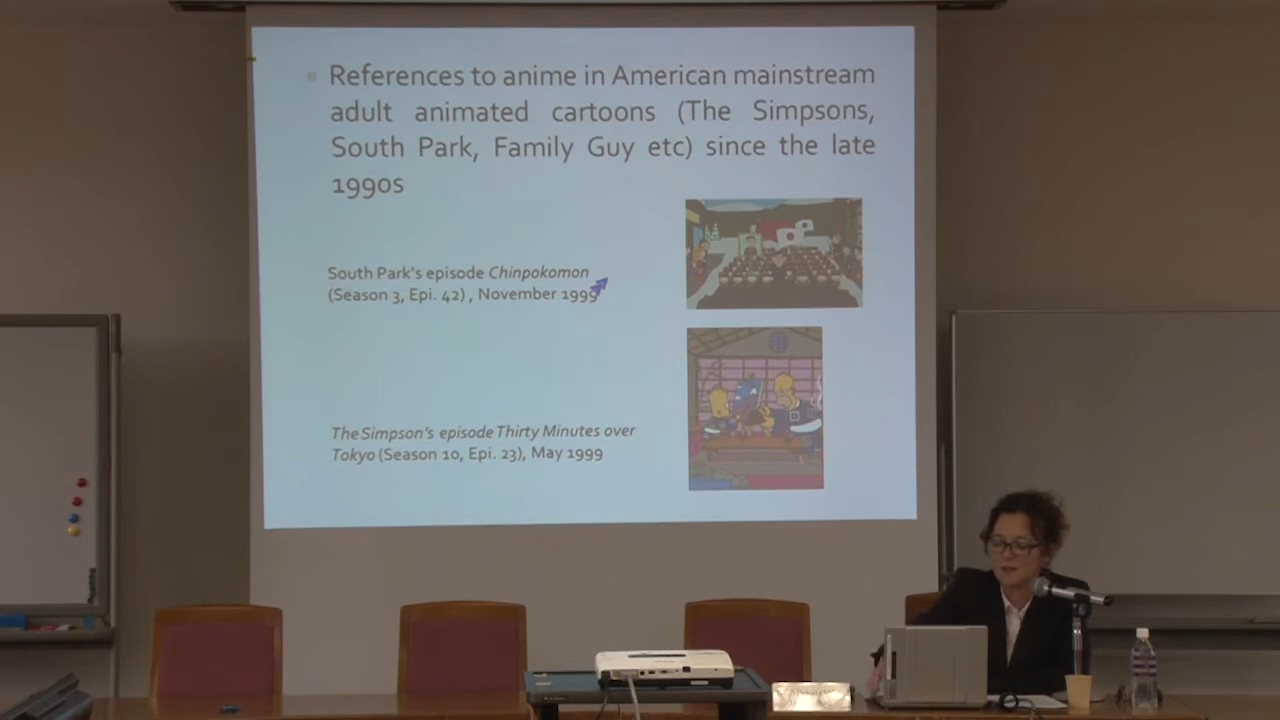 References to anime in American mainstream
adult animated cartoons (The Simpsons,
South Park, Family Guy etc) since the late
1990s
South Park's episode Chinpokomon
(Season 3, Epi. 42) , November 1999
The Simpson's episode Thirty Minutes over
Tokyo (Season 10, Epi. 23), May 1999